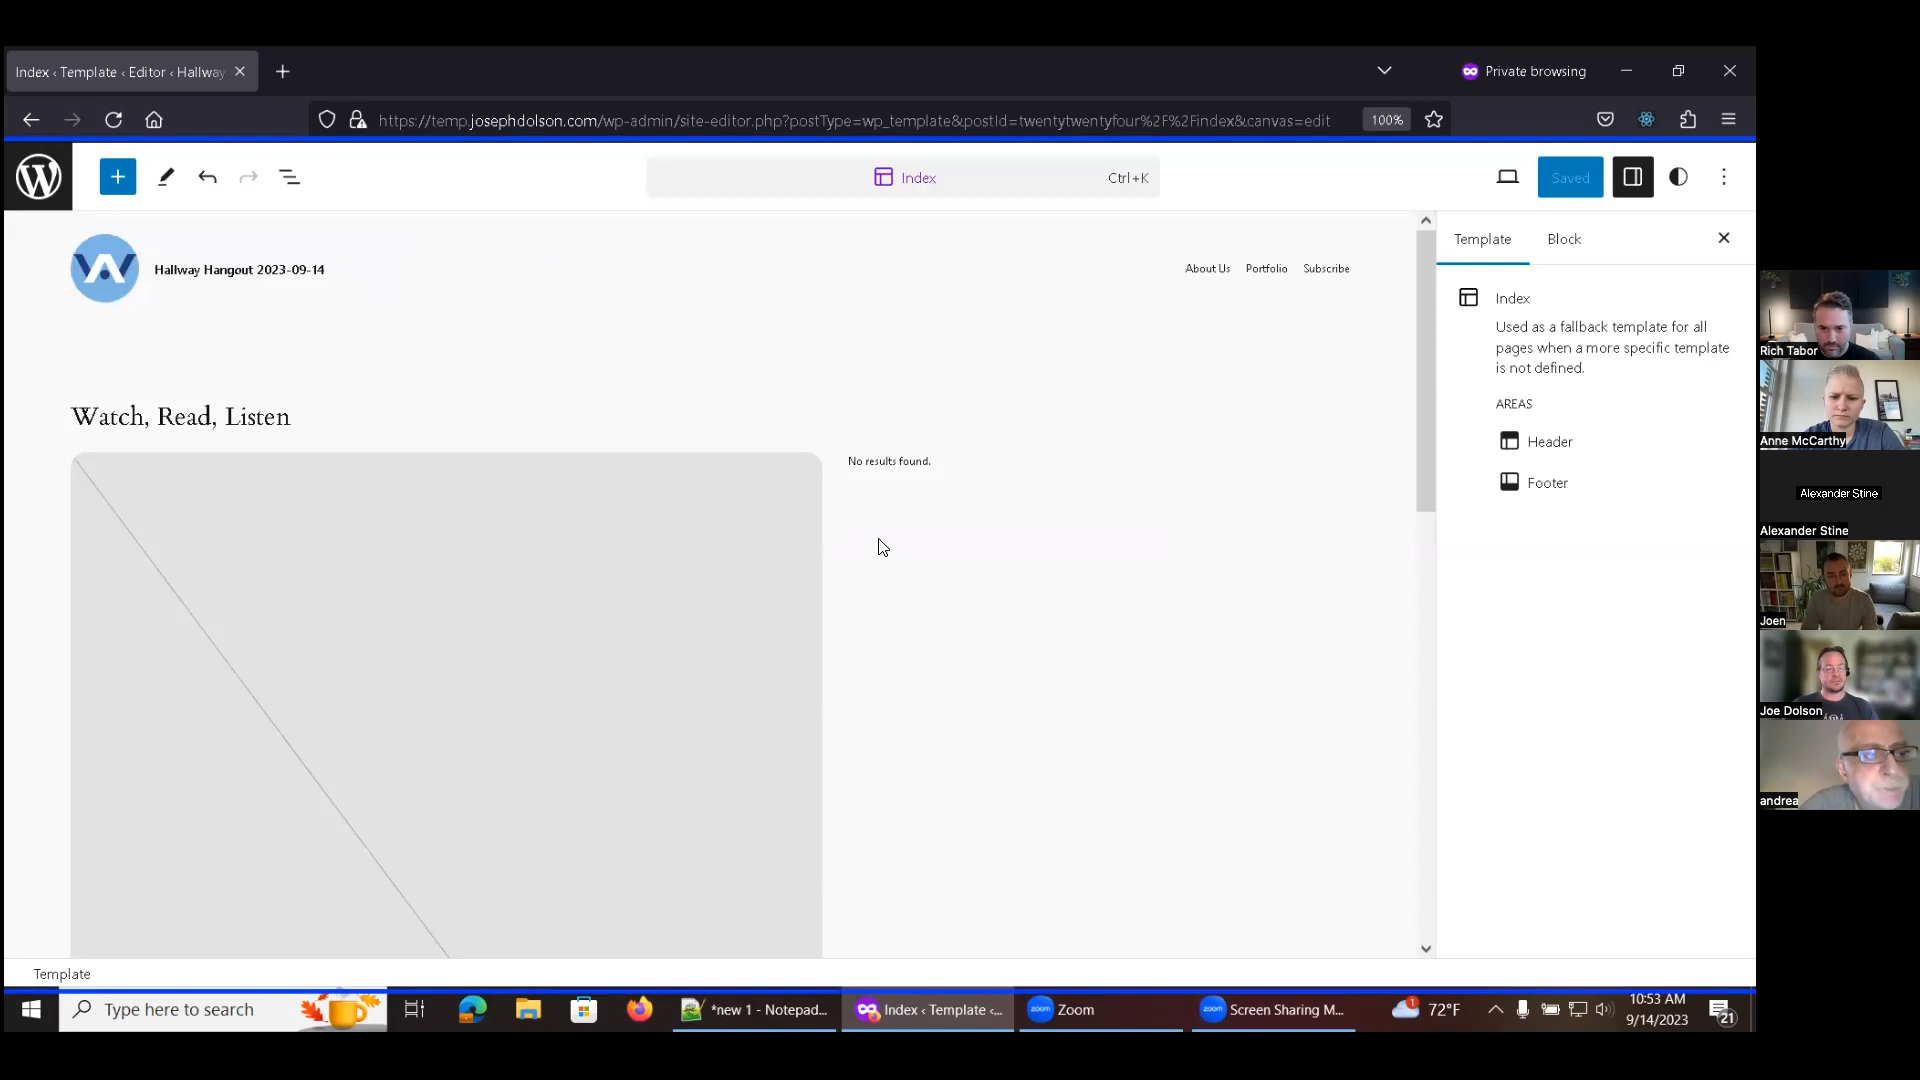 Index ‹ Template ‹ Editor ‹ Hallway
Private browsing
https://temp.josephdolson.com/wp-admin/site-editor.php?postType=wp_template&postId=twentytwentyfour%2F%2Findex&canvas=edit
100%
Index
Ctrl+K
Saved
Hallway Hangout 2023-09-14
About Us
Portfolio
Subscribe
Watch, Read, Listen
No results found.
Template
Block
Index
Used as a fallback template for all
pages when a more specific template
is not defined.
AREAS
Header
Footer
Rich Tabor
Anne McCarthy
Alexander Stine
Alexander Stine
Joen
Joe Dolson
andrea
Template
Type here to search
*new 1 - Notepad...
Index ‹ Template ‹...
zoom
Zoom
zoom
Screen Sharing M...
1
72°F
10:53 AM
9/14/2023
21